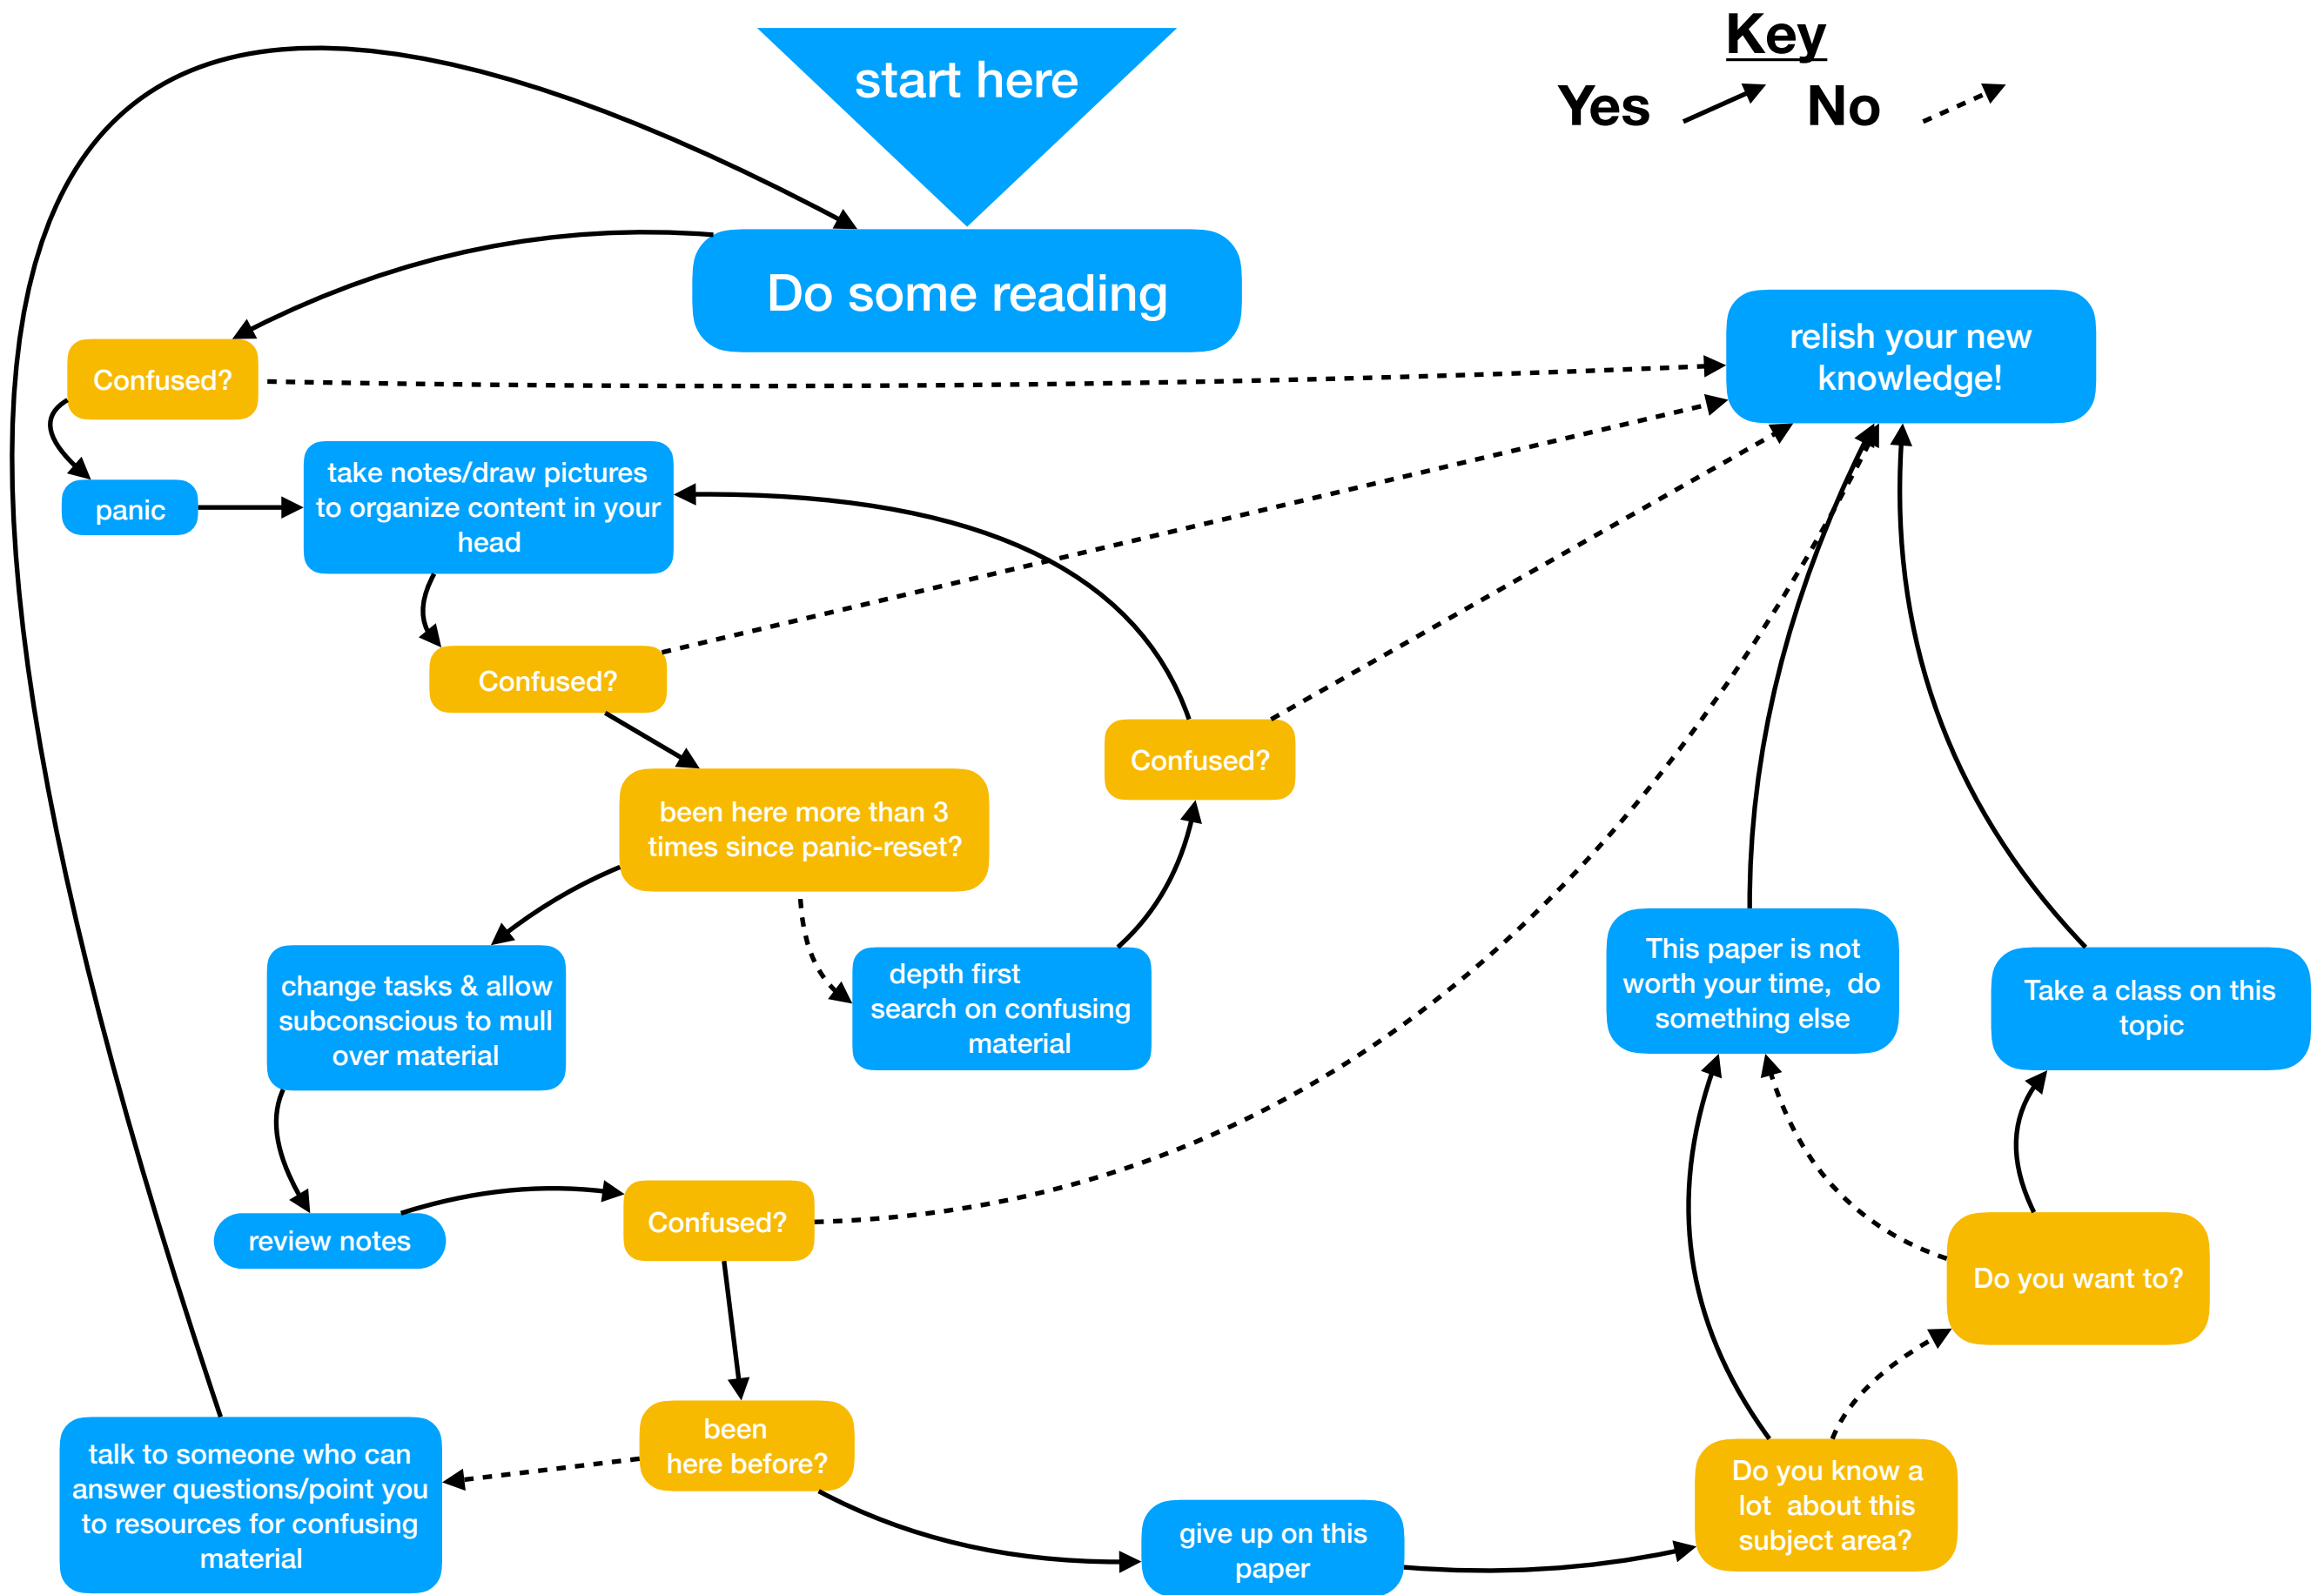 start here
Key
Yes
No
Do some reading
relish your new
knowledge!
Confused?
panic
take notes/draw pictures
to organize content in your
head
Confused?
Confused?
been here more than 3
times since panic-reset?
change tasks & allow
subconscious to mull
over material
depth first
search on confusing
material
This paper is not
worth your time, do
something else
Take a class on this
topic
review notes
Confused?
Do you want to?
been
here before?
talk to someone who can
answer questions/point you
to resources for confusing
material
give up on this
paper
Do you know a
lot about this
subject area?